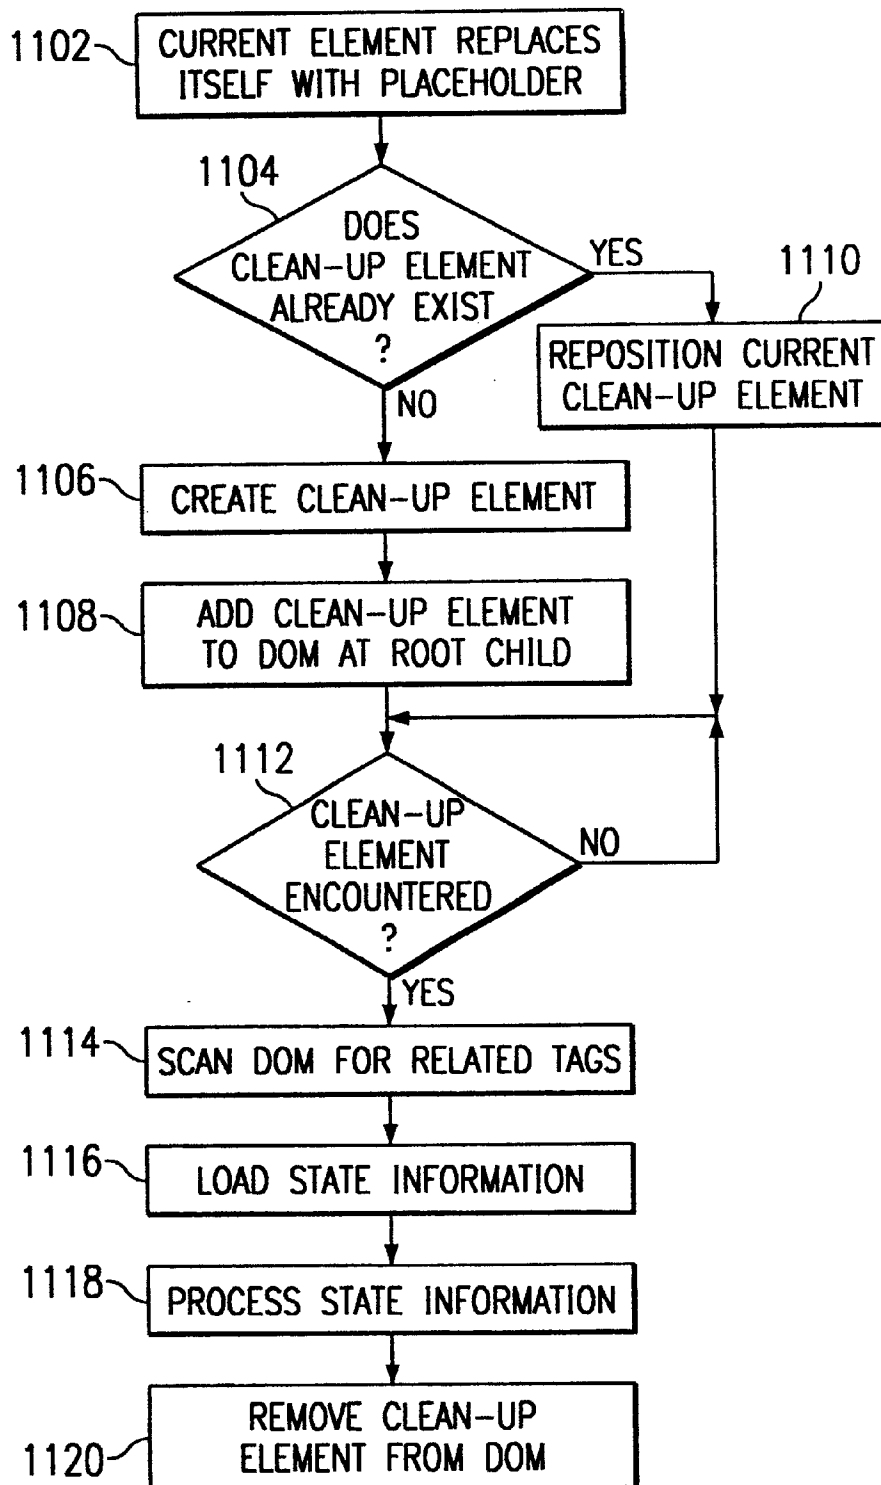 1102
CURRENT ELEMENT REPLACES
ITSELF WITH PLACEHOLDER
1104
DOES
CLEAN-UP ELEMENT
ALREADY EXIST
?
YES
NO
1110
REPOSITION CURRENT
CLEAN-UP ELEMENT
1106
CREATE CLEAN-UP ELEMENT
1108
ADD CLEAN-UP ELEMENT
TO DOM AT ROOT CHILD
1112
CLEAN-UP
ELEMENT
ENCOUNTERED
?
NO
YES
1114
SCAN DOM FOR RELATED TAGS
1116
LOAD STATE INFORMATION
1118
PROCESS STATE INFORMATION
1120
REMOVE CLEAN-UP
ELEMENT FROM DOM